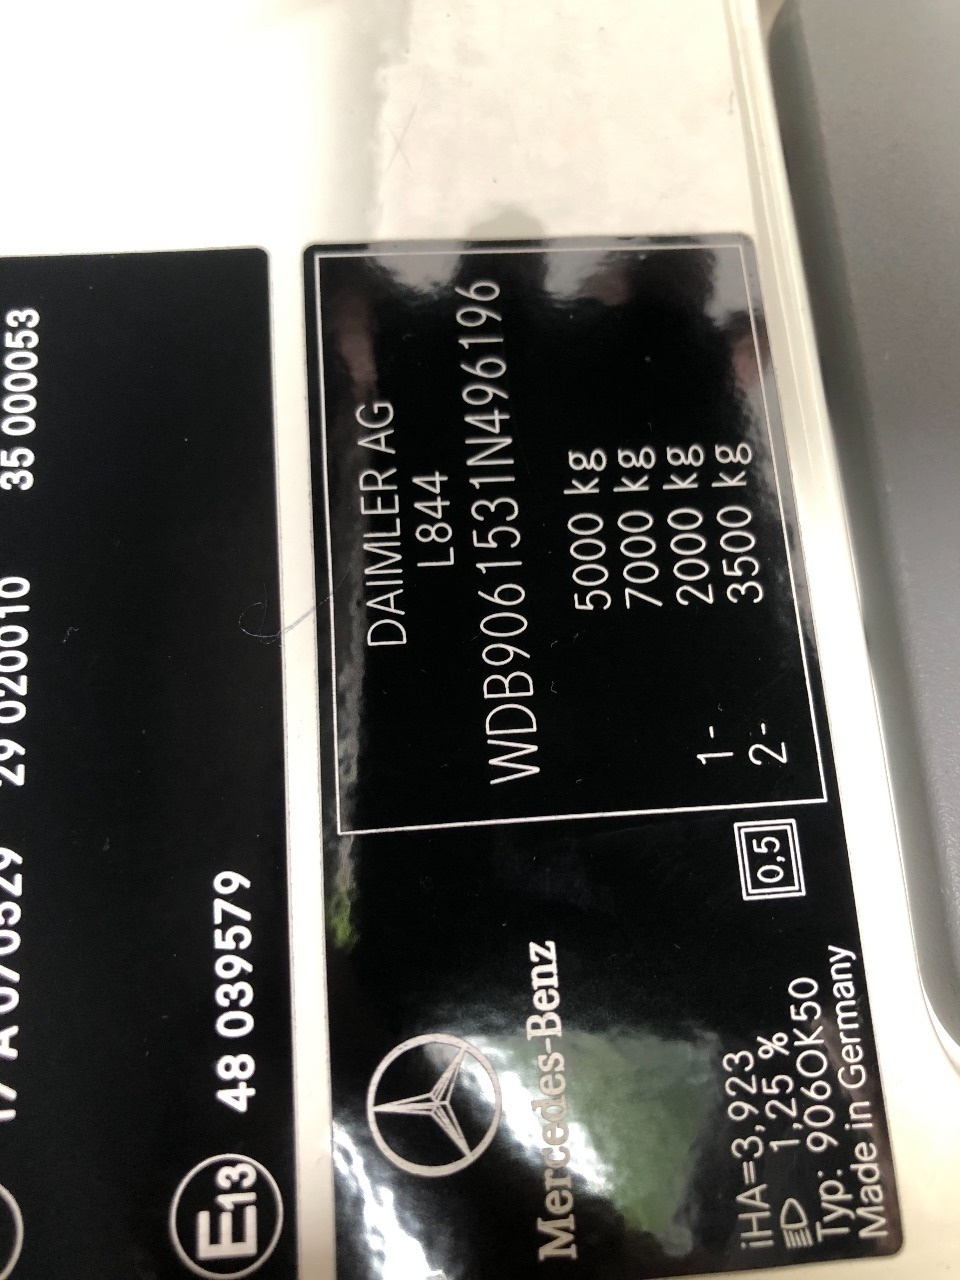 35 000053
29 020010
48 039579
E13
DAIMLER AG
L844
WDB9061531N496196
5000 kg
7000 kg
1- 2000 kg
2- 3500 kg
Mercedes-Benz
0,5
iHA=3,923
1,25 %
Typ: 906OK50
Made in Germany